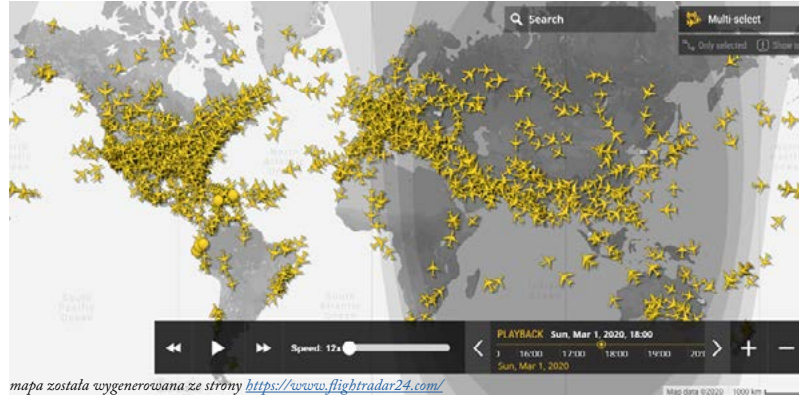 Search
Multi-select
Only selected
PLAYBACK Sun, Mar 1, 2020, 18:00
Speed: 12x
16:00 17:00 18:00 19:00
Sun, Mar 1, 2020
mapa została wygenerowana ze strony https://www.flightradar24.com/
Map data ©2020 1000 km